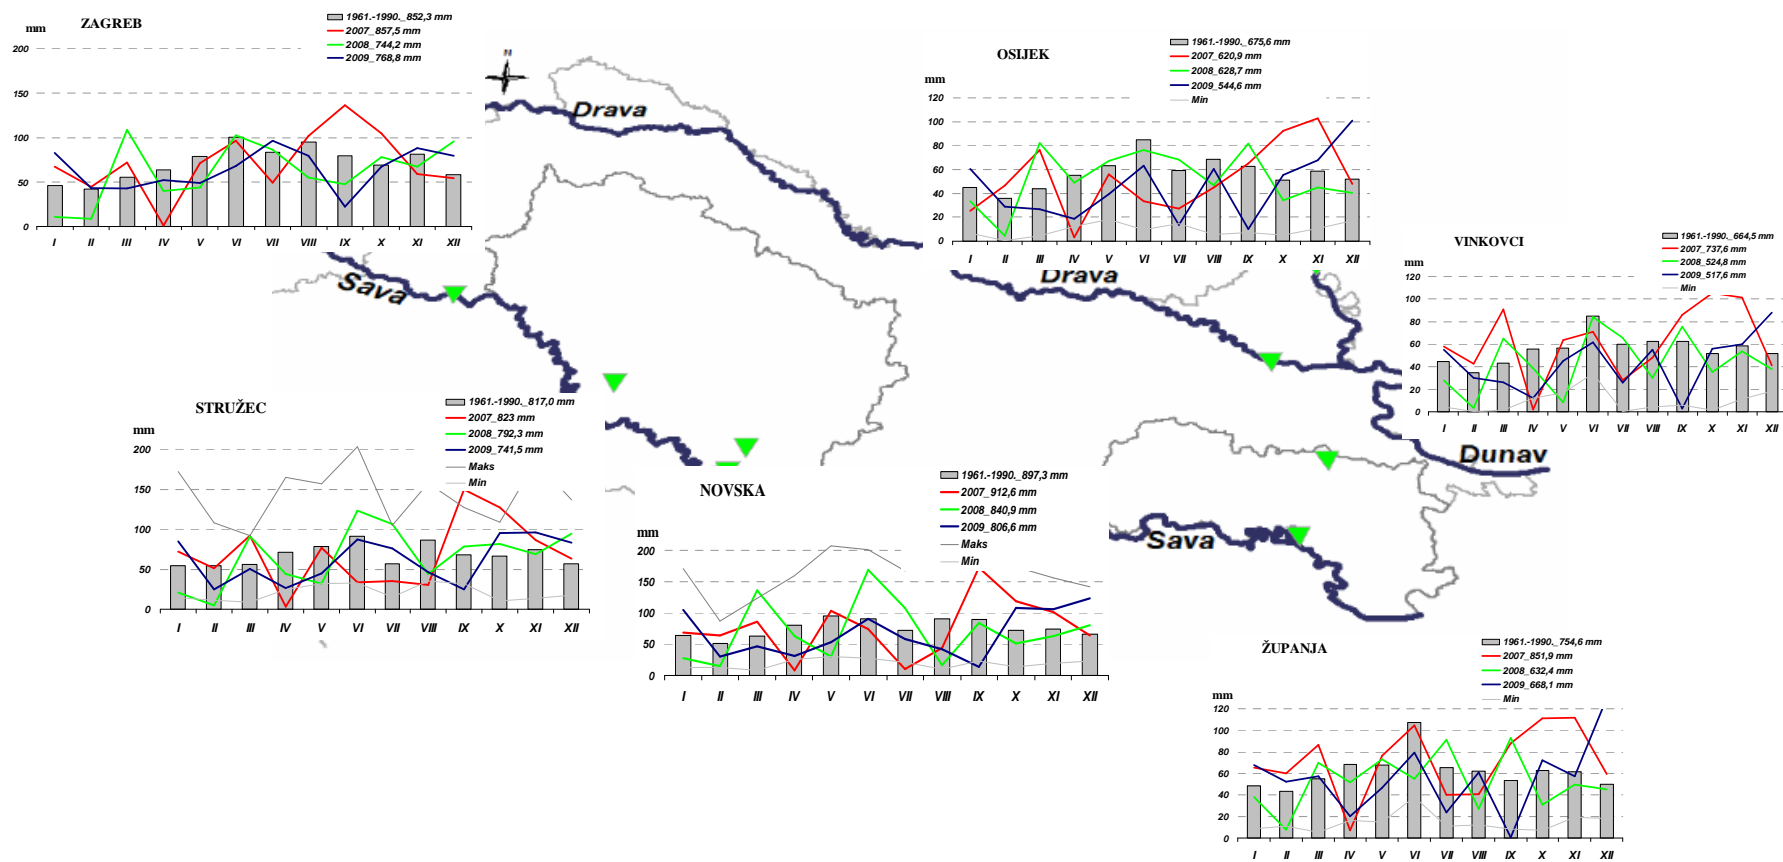 ZAGREB
mm
1961.-1990._852,3 mm
2007_857,5 mm
2008_744,2 mm
2009_768,8 mm
200
150
100
50
0
I II III IV V VI VII VIII IX X XI XII
N
Drava
Sava
OSIJEK
mm
1961.-1990._675,6 mm
2007_620,9 mm
2008_628,7 mm
2009_544,6 mm
Min
120
100
80
60
40
20
0
I II III IV V VI VII VIII IX X XI XII
Drava
VINKOVCI
mm
1961.-1990._664,5 mm
2007_737,6 mm
2008_524,8 mm
2009_517,6 mm
Min
120
100
80
60
40
20
0
I II III IV V VI VII VIII IX X XI XII
Dunav
Sava
STRUŽEC
mm
1961.-1990._817,0 mm
2007_823 mm
2008_792,3 mm
2009_741,5 mm
Maks
Min
200
150
100
50
0
I II III IV V VI VII VIII IX X XI XII
NOVSKA
mm
1961.-1990._897,3 mm
2007_912,6 mm
2008_840,9 mm
2009_806,6 mm
Maks
Min
200
150
100
50
0
I II III IV V VI VII VIII IX X XI XII
ŽUPANJA
mm
1961.-1990._754,6 mm
2007_851,9 mm
2008_632,4 mm
2009_668,1 mm
Min
120
100
80
60
40
20
0
I II III IV V VI VII VIII IX X XI XII